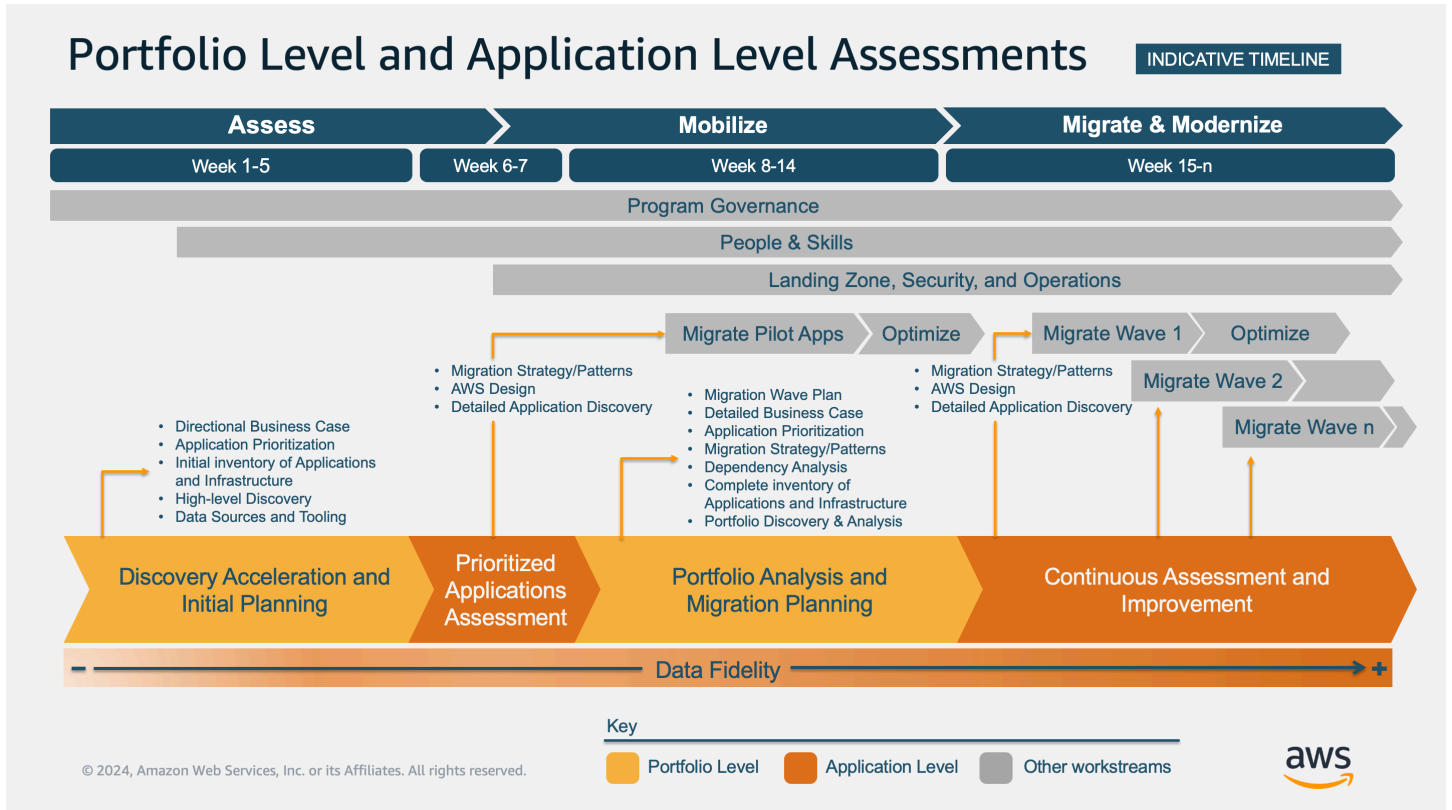 Portfolio Level and Application Level Assessments
INDICATIVE TIMELINE
Assess
Mobilize
Migrate & Modernize
Week 1-5
Week 6-7
Week 8-14
Week 15-n
Program Governance
People & Skills
Landing Zone, Security, and Operations
Migrate Pilot Apps
Optimize
Migrate Wave 1
Optimize
Migrate Wave 2
Migrate Wave n
• Directional Business Case
• Application Prioritization
• Initial inventory of Applications
and Infrastructure
• High-level Discovery
• Data Sources and Tooling
• Migration Strategy/Patterns
• AWS Design
• Detailed Application Discovery
• Migration Wave Plan
• Detailed Business Case
• Application Prioritization
• Migration Strategy/Patterns
• Dependency Analysis
• Complete inventory of
Applications and Infrastructure
• Portfolio Discovery & Analysis
• Migration Strategy/Patterns
• AWS Design
• Detailed Application Discovery
Discovery Acceleration and
Initial Planning
Prioritized
Applications
Assessment
Portfolio Analysis and
Migration Planning
Continuous Assessment and
Improvement
- Data Fidelity +
Key
Portfolio Level
Application Level
Other workstreams
© 2024, Amazon Web Services, Inc. or its Affiliates. All rights reserved.
aws